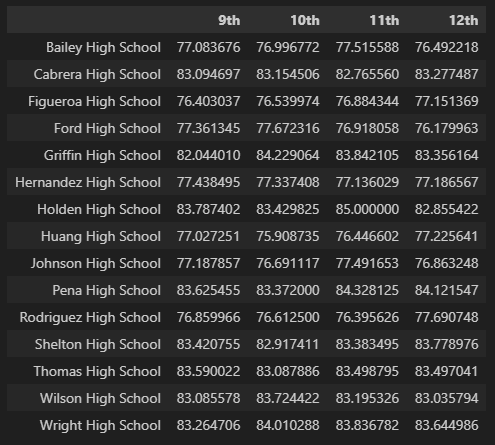 9th 10th 11th 12th
Bailey High School 77.083676 76.996772 77.515588 76.492218
Cabrera High School 83.094697 83.154506 82.765560 83.277487
Figueroa High School 76.403037 76.539974 76.884344 77.151369
Ford High School 77.361345 77.672316 76.918058 76.179963
Griffin High School 82.044010 84.229064 83.842105 83.356164
Hernandez High School 77.438495 77.337408 77.136029 77.186567
Holden High School 83.787402 83.429825 85.000000 82.855422
Huang High School 77.027251 75.908735 76.446602 77.225641
Johnson High School 77.187857 76.691117 77.491653 76.863248
Pena High School 83.625455 83.372000 84.328125 84.121547
Rodriguez High School 76.859966 76.612500 76.395626 77.690748
Shelton High School 83.420755 82.917411 83.383495 83.778976
Thomas High School 83.590022 83.087886 83.498795 83.497041
Wilson High School 83.085578 83.724422 83.195326 83.035794
Wright High School 83.264706 84.010288 83.836782 83.644986